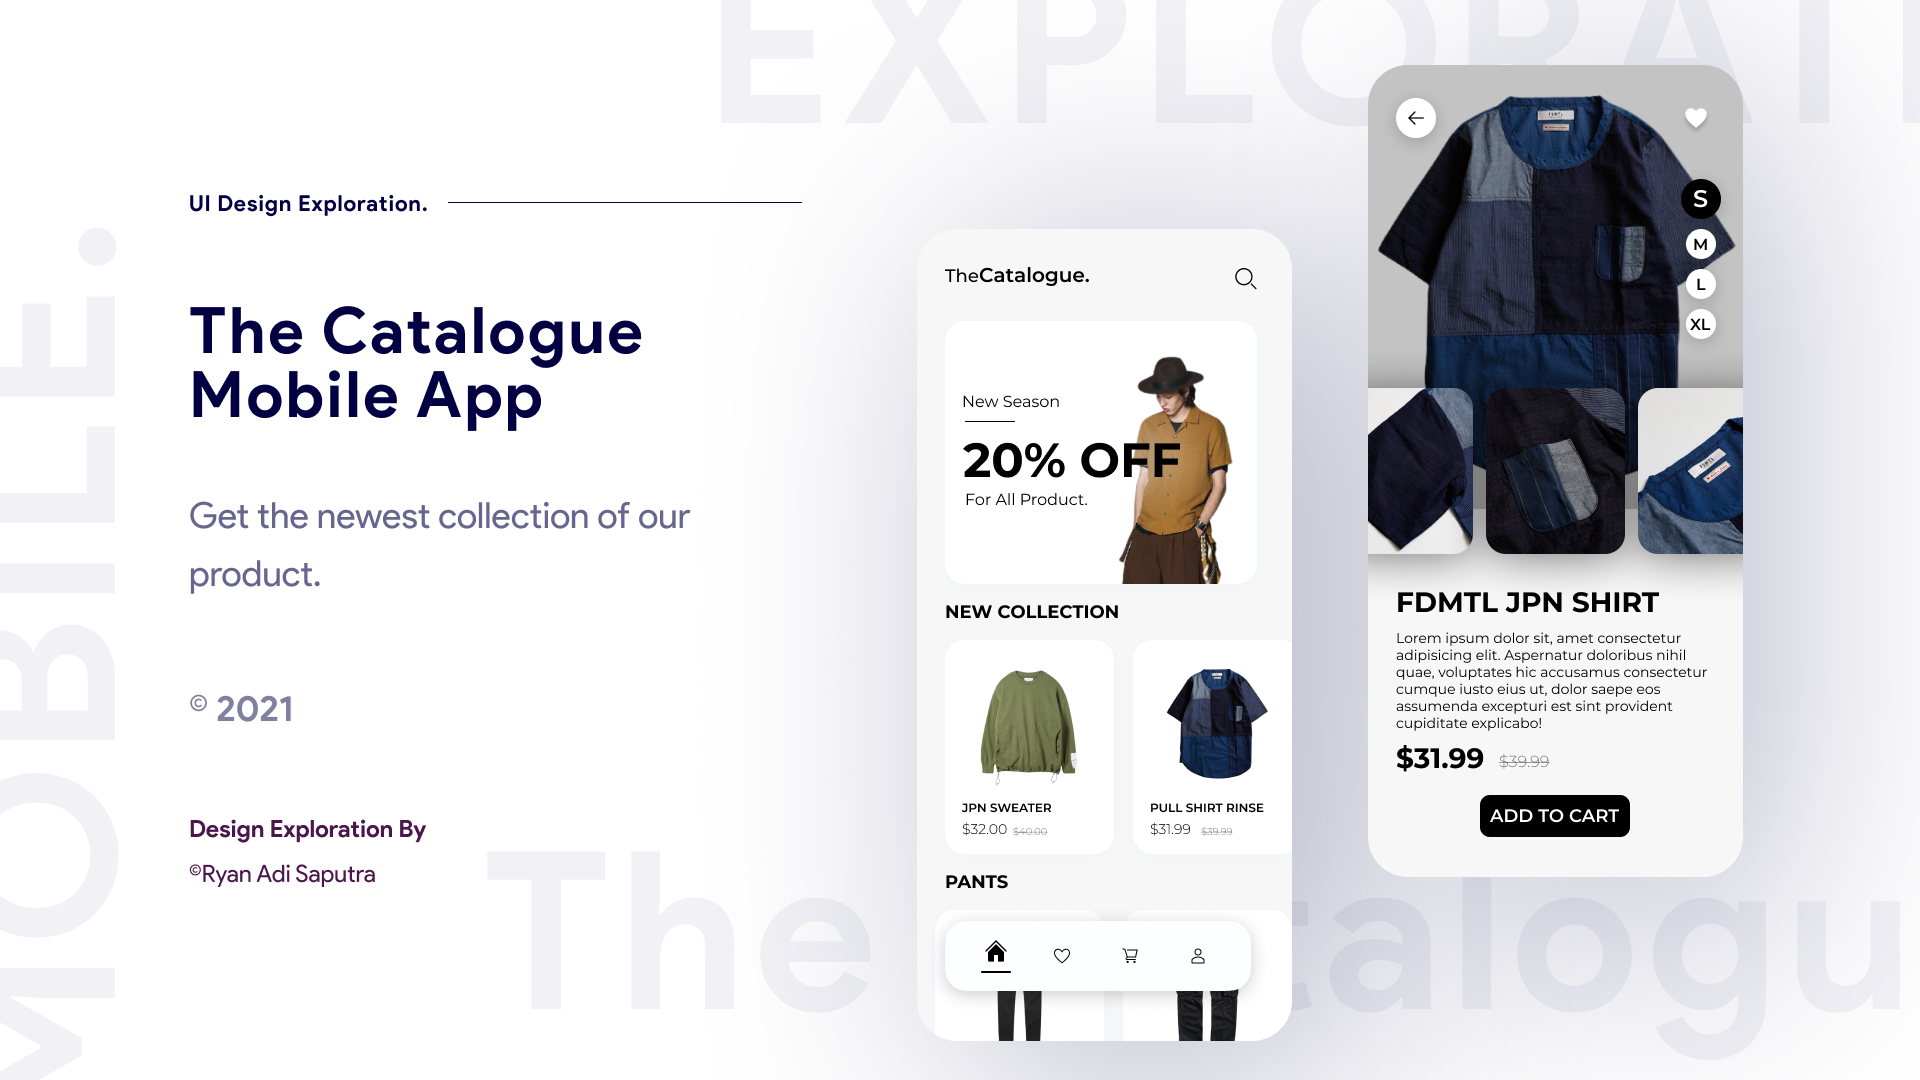 EXPLORATI
MOBILE.
UI Design Exploration.
The Catalogue
Mobile App
Get the newest collection of our
product.
© 2021
Design Exploration By
©Ryan Adi Saputra
The Catalogu
TheCatalogue.
New Season
20% OFF
For All Product.
NEW COLLECTION
JPN SWEATER
$32.00 $40.00
PULL SHIRT RINSE
$31.99 $39.99
PANTS
FDMTL
S
M
L
XL
FDMTL JPN SHIRT
Lorem ipsum dolor sit, amet consectetur
adipisicing elit. Aspernatur doloribus nihil
quae, voluptates hic accusamus consectetur
cumque iusto eius ut, dolor saepe eos
assumenda excepturi est sint provident
cupiditate explicabo!
$31.99 $39.99
ADD TO CART